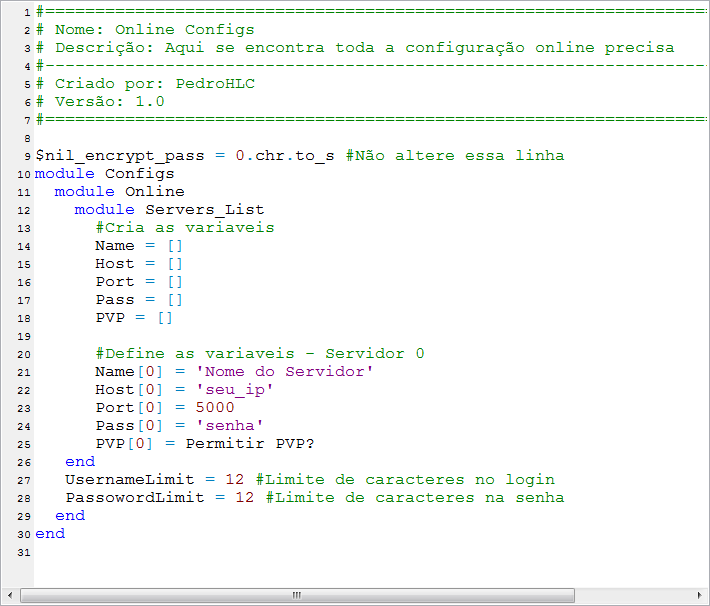 1 #===================================================================
2 # Nome: Online Configs
3 # Descrição: Aqui se encontra toda a configuração online precisa
4 #-------------------------------------------------------------------
5 # Criado por: PedroHLC
6 # Versão: 1.0
7 #===================================================================
8
9 $nil_encrypt_pass = 0.chr.to_s #Não altere essa linha
10 module Configs
11   module Online
12     module Servers_List
13       #Cria as variaveis
14       Name = []
15       Host = []
16       Port = []
17       Pass = []
18       PVP = []
19
20       #Define as variaveis - Servidor 0
21       Name[0] = 'Nome do Servidor'
22       Host[0] = 'seu_ip'
23       Port[0] = 5000
24       Pass[0] = 'senha'
25       PVP[0] = Permitir PVP?
26    end
27    UsernameLimit = 12 #Limite de caracteres no login
28    PassowordLimit = 12 #Limite de caracteres na senha
29   end
30 end
31